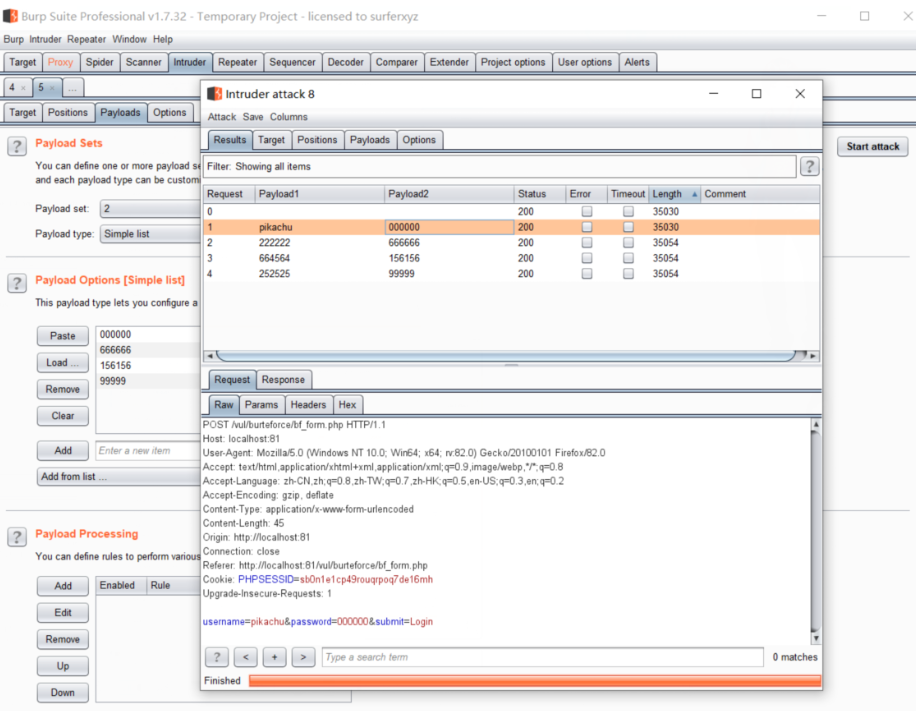 Burp Suite Professional v1.7.32 - Temporary Project - licensed to surferxyz
Burp Intruder Repeater Window Help
Target Proxy Spider Scanner Intruder Repeater Sequencer Decoder Comparer Extender Project options User options Alerts
4 × 5 × ...
Target Positions Payloads Options
? Payload Sets
Start attack
You can define one or more payload se
and each payload type can be custom
Payload set: 2
Payload type: Simple list
? Payload Options [Simple list]
This payload type lets you configure a
Paste
Load ...
Remove
Clear
000000
666666
156156
99999
Add Enter a new item
Add from list ...
? Payload Processing
You can define rules to perform various
Add
Edit
Remove
Up
Down
Enabled Rule
Intruder attack 8
Attack Save Columns
Results Target Positions Payloads Options
Filter: Showing all items ?
Request Payload1 Payload2 Status Error Timeout Length Comment
0 200 35030
1 pikachu 000000 200 35030
2 222222 666666 200 35054
3 664564 156156 200 35054
4 252525 99999 200 35054
Request Response
Raw Params Headers Hex
POST /vul/burteforce/bf_form.php HTTP/1.1
Host: localhost:81
User-Agent: Mozilla/5.0 (Windows NT 10.0; Win64; x64; rv:82.0) Gecko/20100101 Firefox/82.0
Accept: text/html,application/xhtml+xml,application/xml;q=0.9,image/webp,*/*;q=0.8
Accept-Language: zh-CN,zh;q=0.8,zh-TW;q=0.7,zh-HK;q=0.5,en-US;q=0.3,en;q=0.2
Accept-Encoding: gzip, deflate
Content-Type: application/x-www-form-urlencoded
Content-Length: 45
Origin: http://localhost:81
Connection: close
Referer: http://localhost:81/vul/burteforce/bf_form.php
Cookie: PHPSESSID=sb0n1e1cp49rouqrpoq7de16mh
Upgrade-Insecure-Requests: 1
username=pikachu&password=000000&submit=Login
? < + > Type a search term 0 matches
Finished